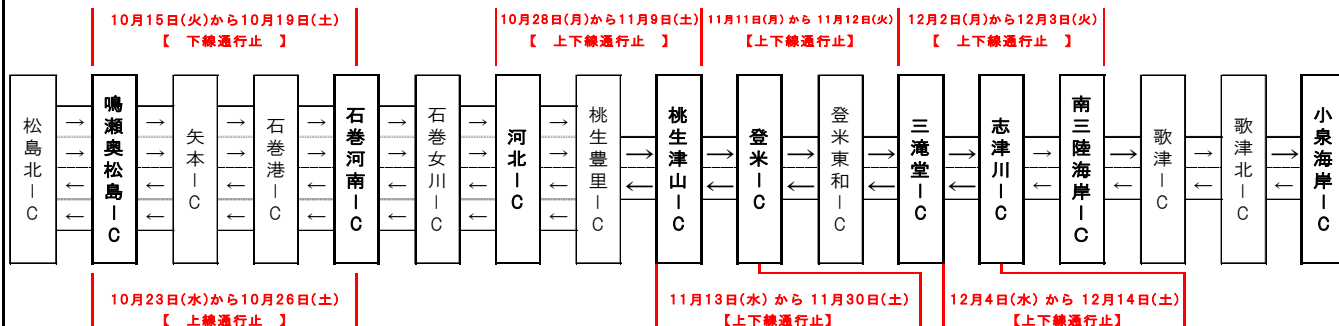 10月15日(火)から10月19日(土)
【 下線通行止 】
10月28日(月)から11月9日(土)
【 上下線通行止 】
11月11日(月) から 11月12日(火)
【上下線通行止】
12月2日(月)から12月3日(火)
【 上下線通行止 】
松島北IC
鳴瀬奥松島IC
矢本IC
石巻港IC
石巻河南IC
石巻女川IC
河北IC
桃生豊里IC
桃生津山IC
登米IC
登米東和IC
三滝堂IC
志津川IC
南三陸海岸IC
歌津IC
歌津北IC
小泉海岸IC
10月23日(水)から10月26日(土)
【 上線通行止 】
11月13日(水) から 11月30日(土)
【上下線通行止】
12月4日(水) から 12月14日(土)
【上下線通行止】